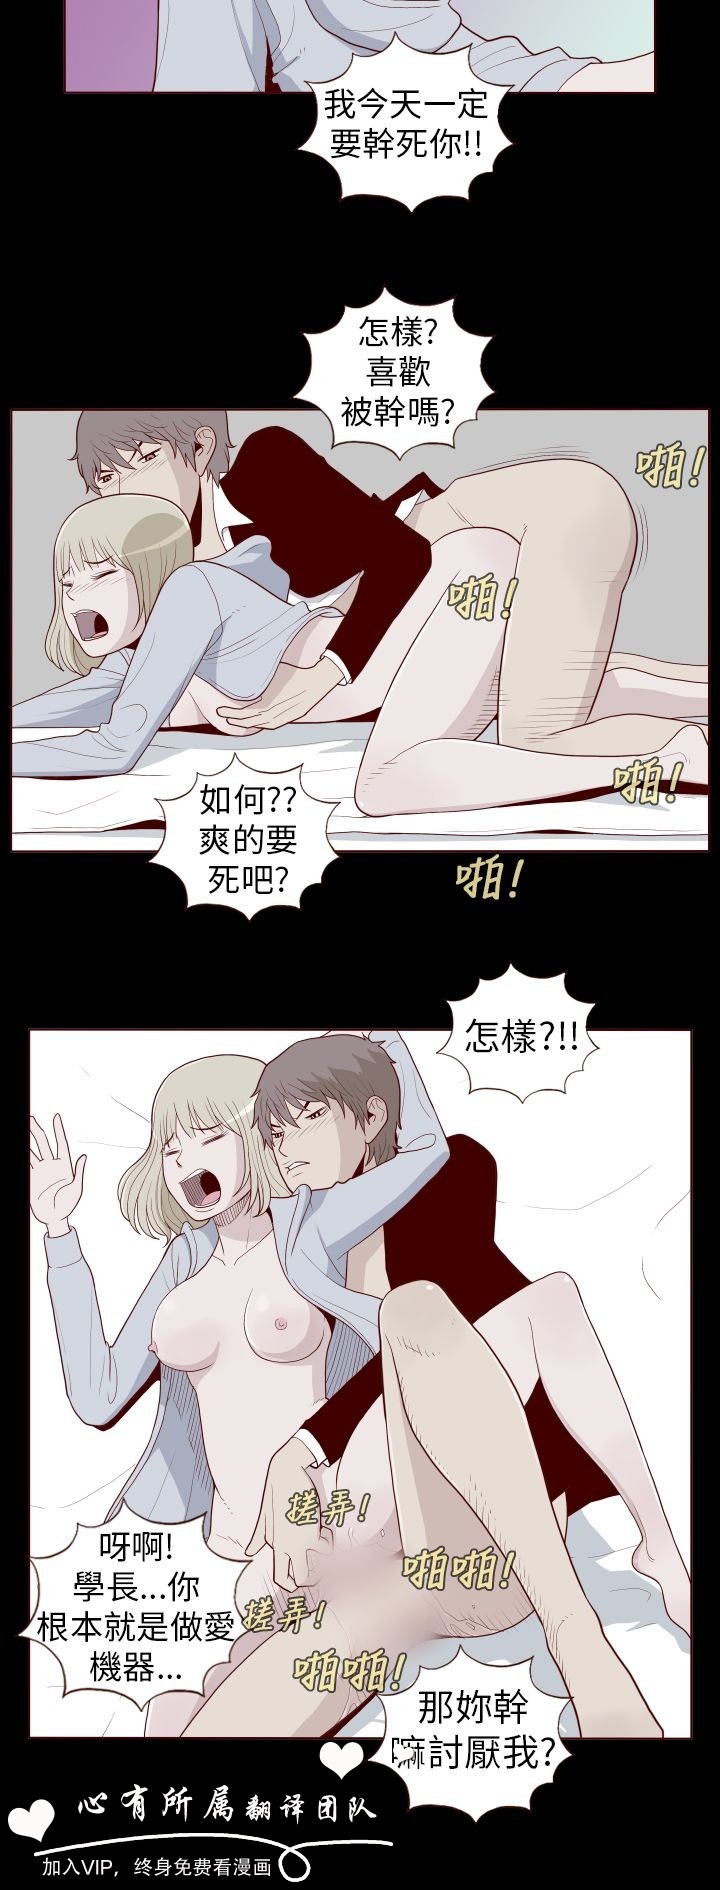 我今天一定
要幹死你!!
怎樣?
喜歡
被幹嗎?
啪!
啪!
啪!
如何??
爽的要
死吧?
啪!
怎樣?!!
搓弄!
啪啪!
呀啊!
學長...你
根本就是做愛
機器...
搓弄!
啪啪!
那妳幹
嘛討厭我?
心有所属翻译团队
加入VIP，终身免费看漫画